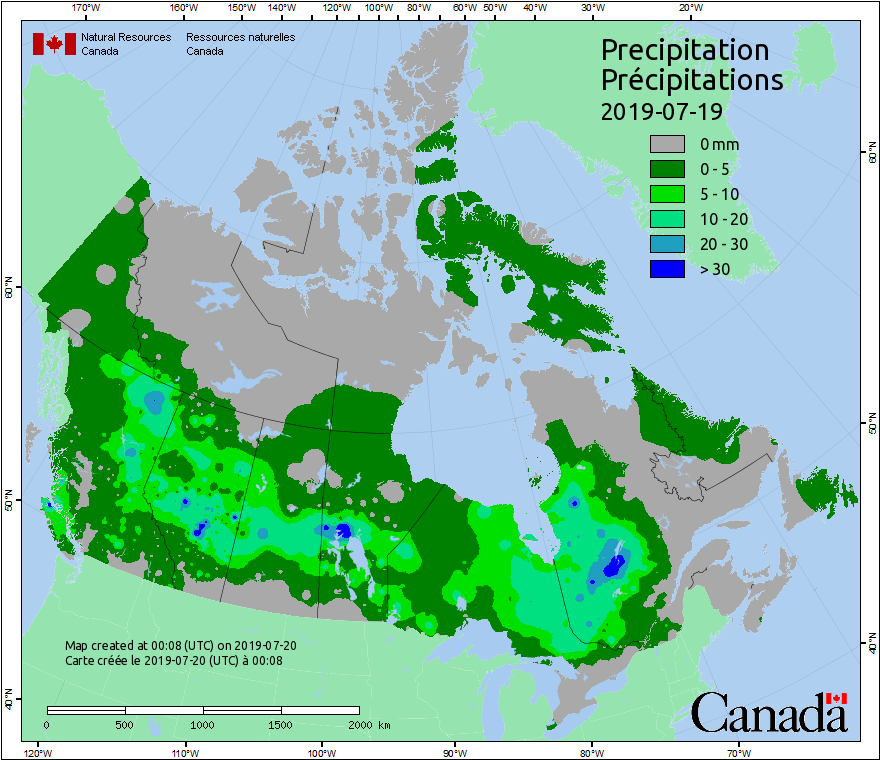 170°W 160°W 150°W 140°W 130°W 120°W 110°W 100°W 90°W 80°W 70°W 60°W 50°W 40°W 30°W 20°W
Natural Resources Ressources naturelles
Canada Canada
Precipitation
Précipitations
2019-07-19
0 mm
0 - 5
5 - 10
10 - 20
20 - 30
> 30
60°N 60°N
50°N 50°N
40°N 40°N
Map created at 00:08 (UTC) on 2019-07-20
Carte créée le 2019-07-20 (UTC) à 00:08
0 500 1000 1500 2000 km
Canada
120°W 110°W 100°W 90°W 80°W 70°W